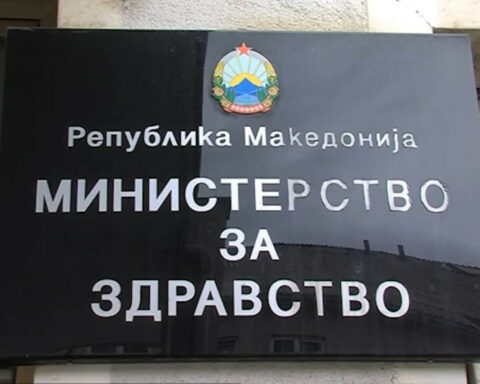 Република Македонија
МИНИСТЕРСТВО
ЗА
ЗДРАВСТВО